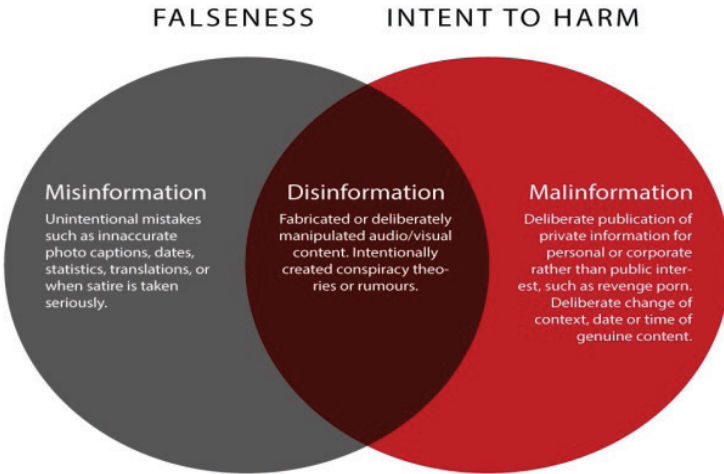 FALSENESS
INTENT TO HARM
Misinformation
Unintentional mistakes
such as innaccurate
photo captions, dates,
statistics, translations, or
when satire is taken
seriously.
Disinformation
Fabricated or deliberately
manipulated audio/visual
content. Intentionally
created conspiracy theo-
ries or rumours.
Malinformation
Deliberate publication of
private information for
personal or corporate
rather than public inter-
est, such as revenge porn.
Deliberate change of
context, date or time of
genuine content.